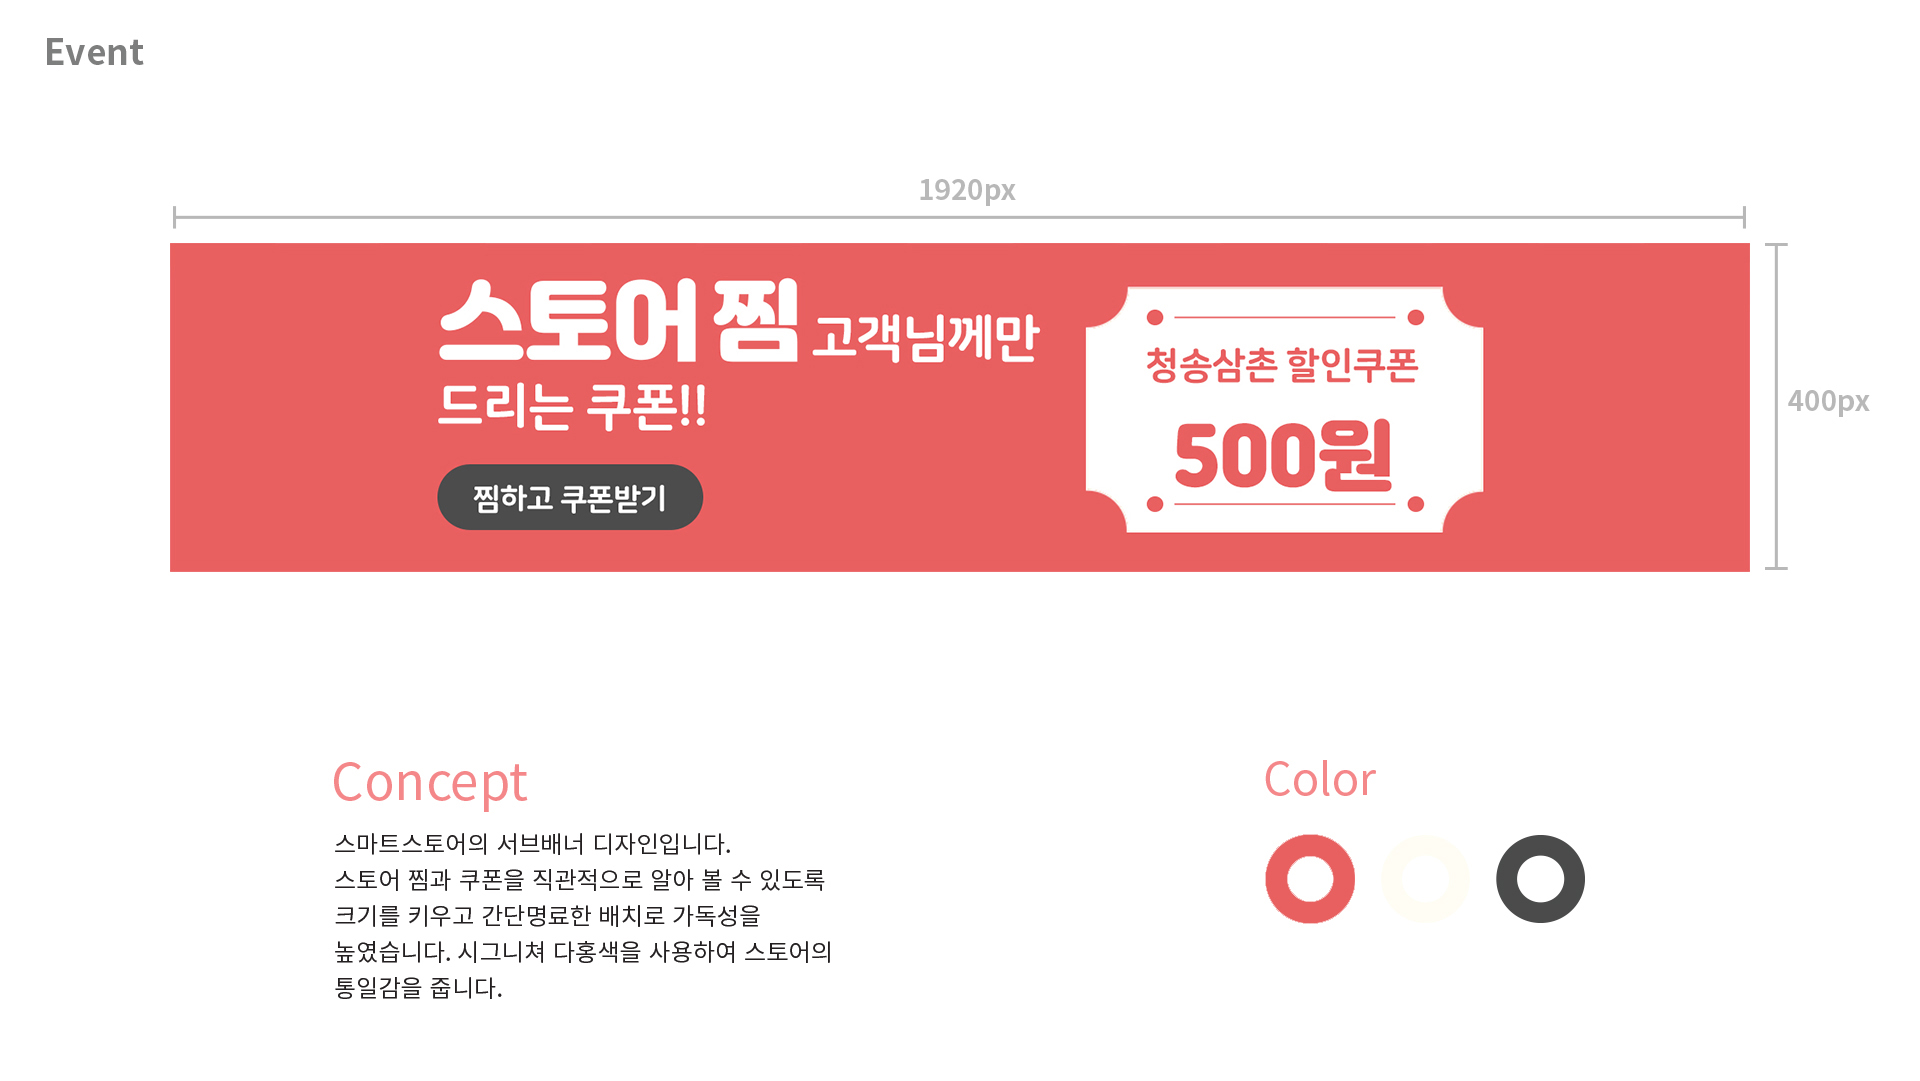 Event
1920px
스토어 찜 고객님께만
드리는 쿠폰!!
찜하고 쿠폰받기
청송삼촌 할인쿠폰
500원
400px
Concept
스마트스토어의 서브배너 디자인입니다.
스토어 찜과 쿠폰을 직관적으로 알아 볼 수 있도록
크기를 키우고 간단명료한 배치로 가독성을
높였습니다. 시그니쳐 다홍색을 사용하여 스토어의
통일감을 줍니다.
Color